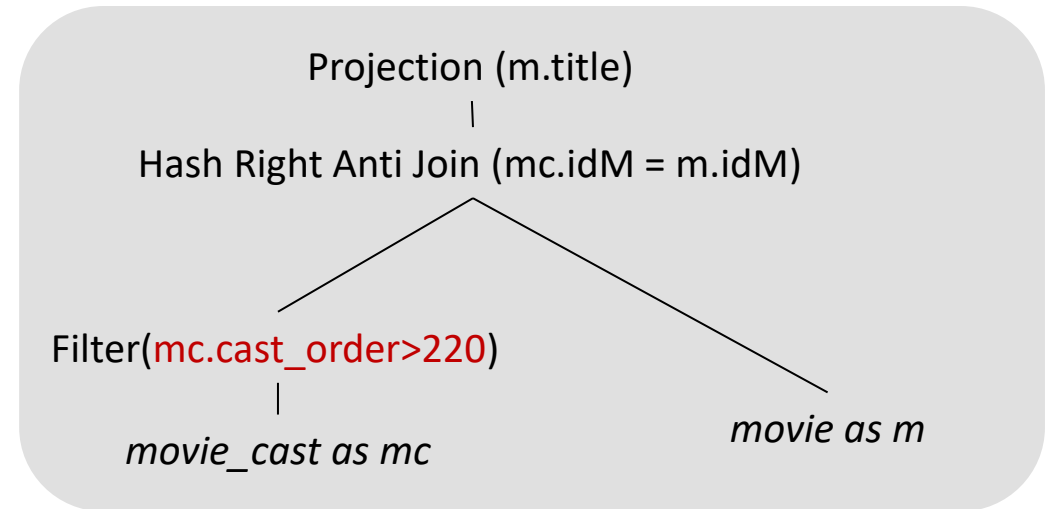 Projection (m.title)
Hash Right Anti Join (mc.idM = m.idM)
Filter(mc.cast_order>220)
movie_cast as mc
movie as m